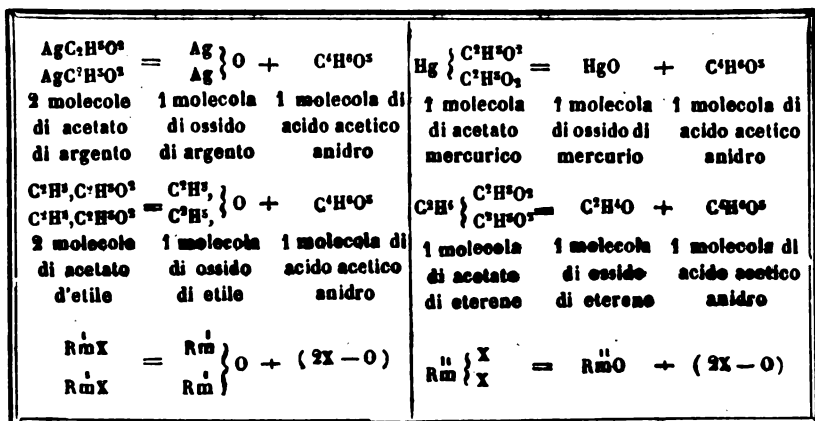 AgC²H³O² = Ag } O + C⁴H⁶O³
AgC²H³O² Ag
2 molecole 1 molecola 1 molecola di
di acetato di ossido acido acetico
di argento di argento anidro
C²H⁵,C²H³O² = C²H⁵, } O + C⁴H⁶O³
C²H⁵,C²H³O² C²H⁵,
2 molecole 1 molecola 1 molecola di
di acetato di ossido acido acetico
d'etile di etile anidro
Rm'X = Rm' } O + (2X — O)
Rm'X Rm'
Hg { C²H³O² = HgO + C⁴H⁶O³
C²H³O²
1 molecola 1 molecola 1 molecola di
di acetato di ossido di acido acetico
mercurico mercurio anidro
C²H⁴ { C²H³O² = C²H⁴O + C⁴H⁶O³
C²H³O²
1 molecola 1 molecola 1 molecola di
di acetato di ossido acido acetico
di eterene di eterene anidro
Rm'' { X = Rm''O + (2X — O)
X